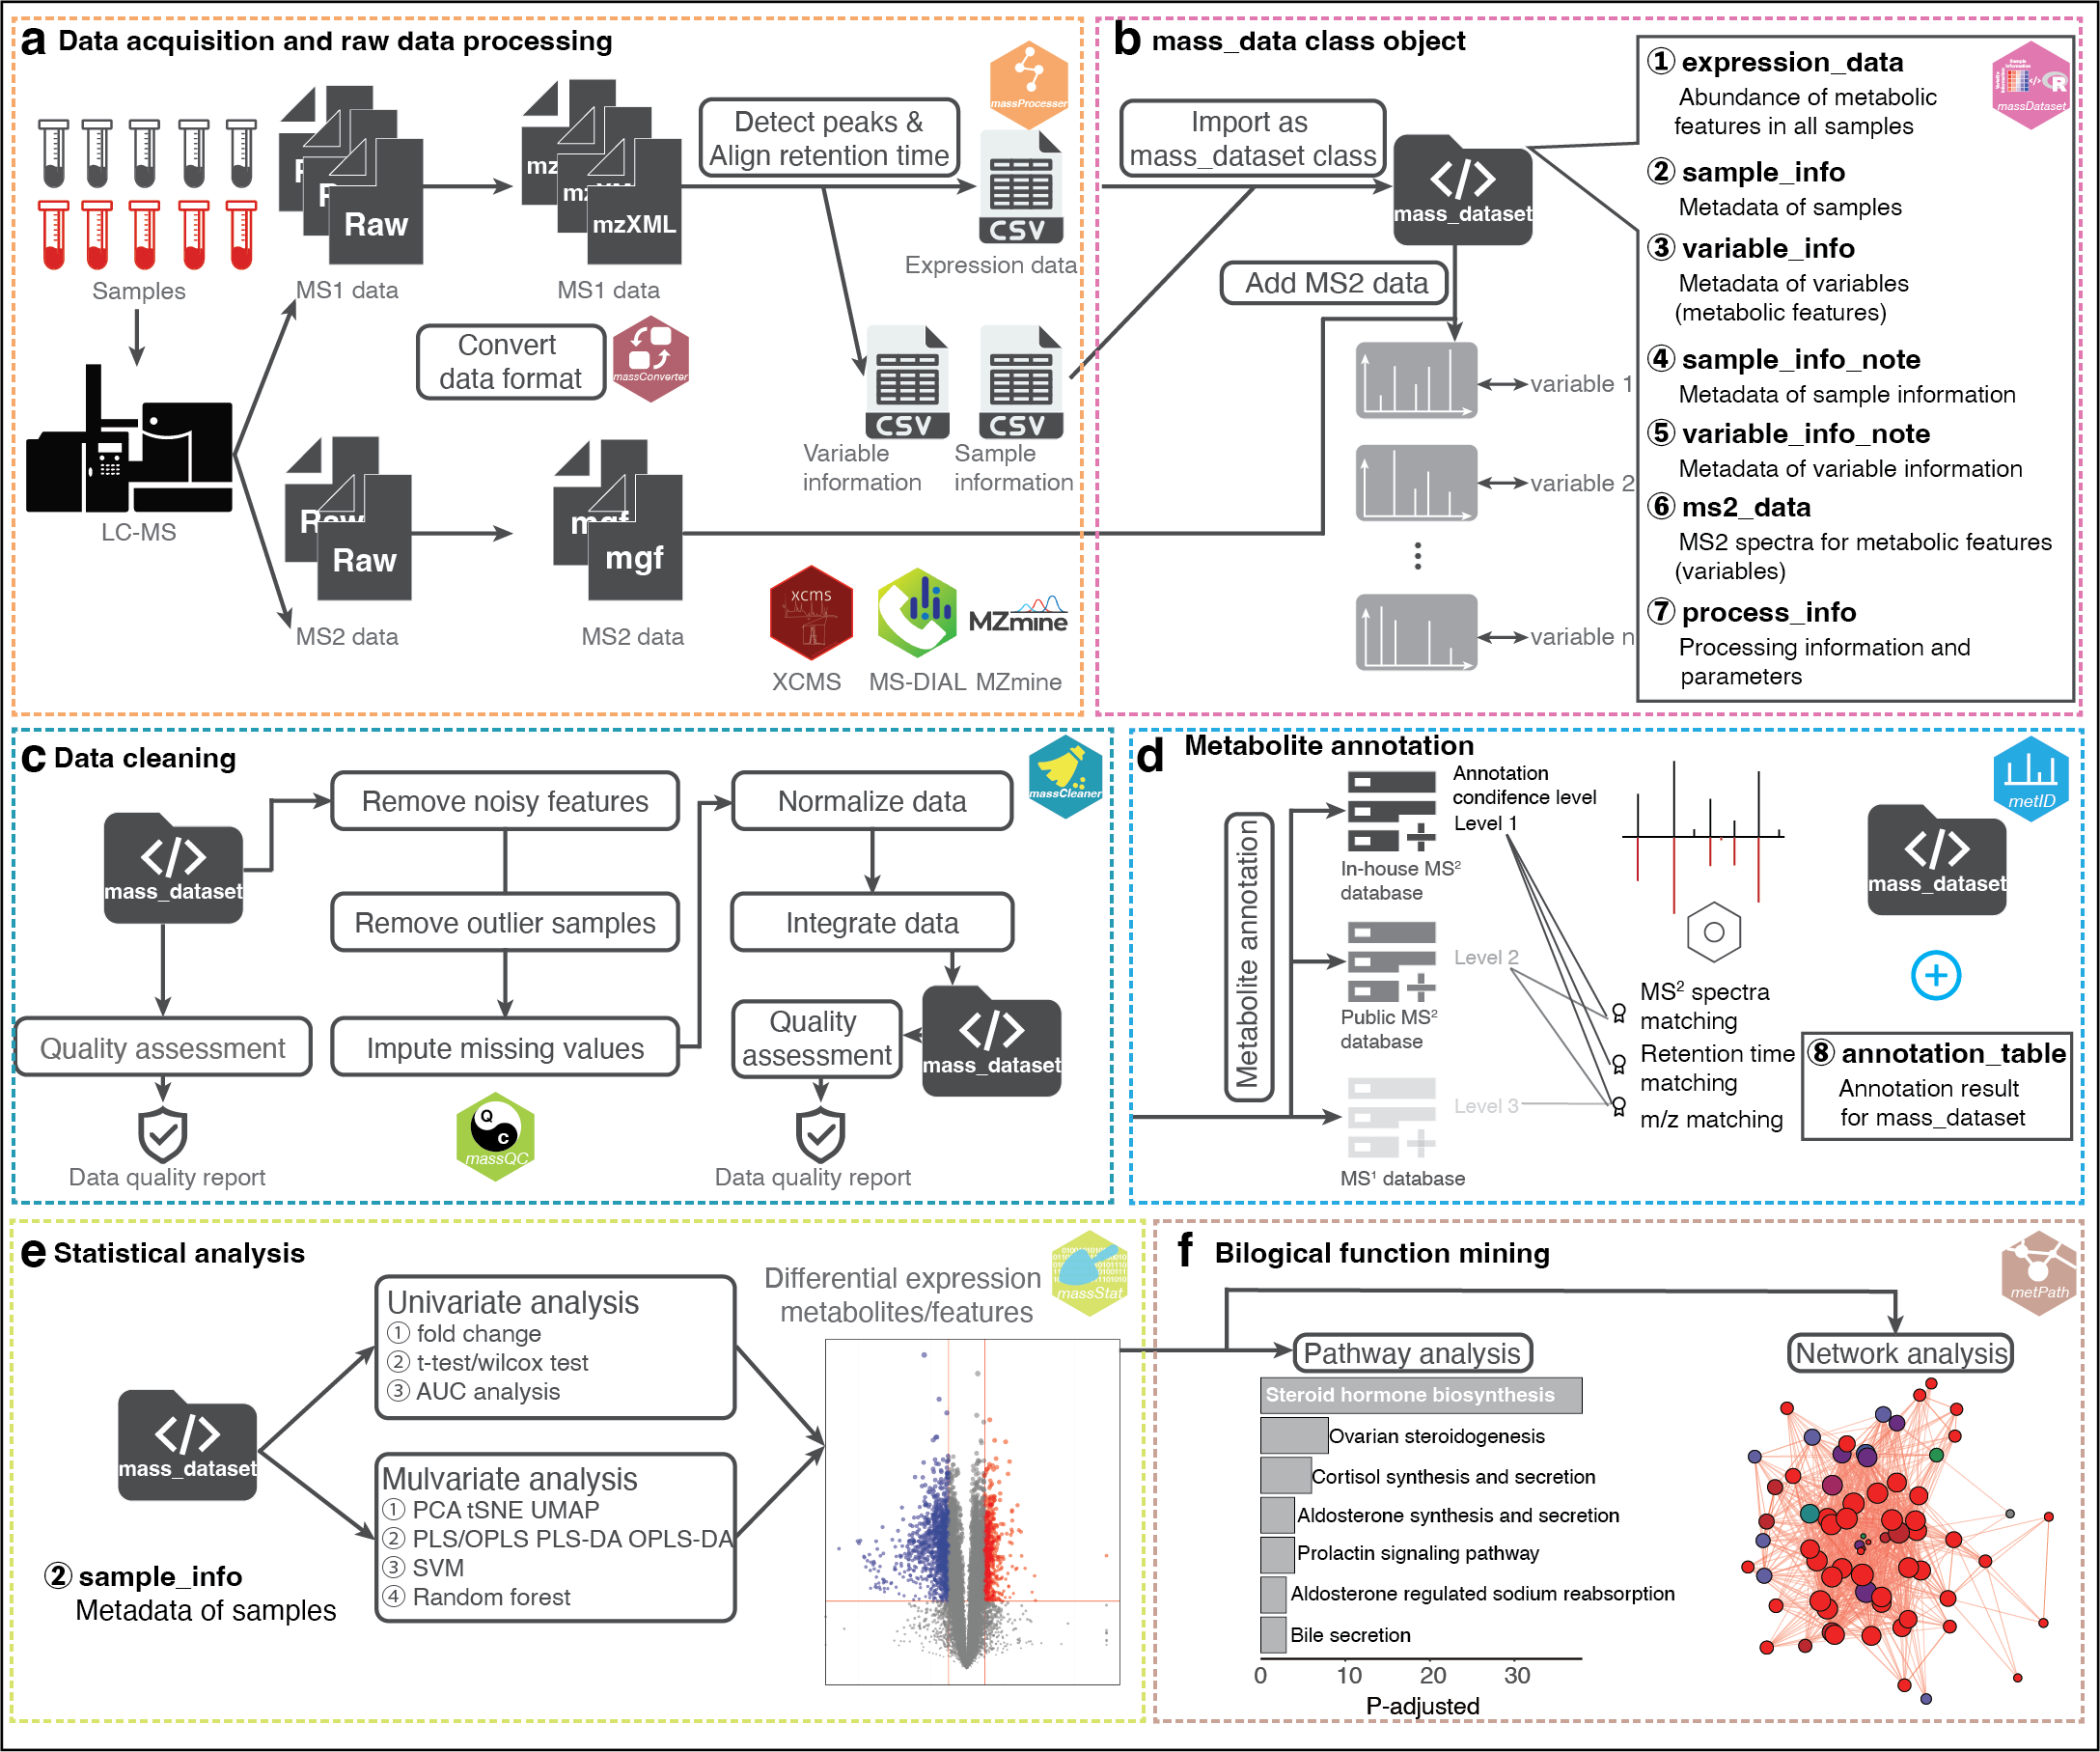 a Data acquisition and raw data processing
massProcesser
Samples
Raw
MS1 data
mzXML
MS1 data
Detect peaks &
Align retention time
CSV
Expression data
Convert
data format
massConverter
CSV
CSV
Variable
information
Sample
information
LC-MS
Raw
Raw
MS2 data
mgf
mgf
MS2 data
xcms
XCMS
MS-DIAL
MZmine
MZmine
b mass_data class object
Import as
mass_dataset class
mass_dataset
Add MS2 data
variable 1
variable 2
variable n
massDataset
R
① expression_data
Abundance of metabolic
features in all samples
② sample_info
Metadada of samples
③ variable_info
Metadata of variables
(metabolic features)
④ sample_info_note
Metadata of sample information
⑤ variable_info_note
Metadata of variable information
⑥ ms2_data
MS2 spectra for metabolic features
(variables)
⑦ process_info
Processing information and
parameters
c Data cleaning
massCleaner
mass_dataset
Remove noisy features
Remove outlier samples
Impute missing values
Normalize data
Integrate data
mass_dataset
Quality assessment
Quality
assessment
Data quality report
Q
C
massQC
Data quality report
d Metabolite annotation
metID
Metabolite annotation
Annotation
condifence level
Level 1
In-house MS²
database
Level 2
Public MS²
database
Level 3
MS¹ database
MS² spectra
matching
Retention time
matching
m/z matching
mass_dataset
⑧ annotation_table
Annotation result
for mass_dataset
e Statistical analysis
massStat
mass_dataset
② sample_info
Metadata of samples
Univariate analysis
① fold change
② t-test/wilcox test
③ AUC analysis
Mulvariate analysis
① PCA tSNE UMAP
② PLS/OPLS PLS-DA OPLS-DA
③ SVM
④ Random forest
Differential expression
metabolites/features
f Bilogical function mining
metPath
Pathway analysis
Network analysis
Steroid hormone biosynthesis
Ovarian steroidogenesis
Cortisol synthesis and secretion
Aldosterone synthesis and secretion
Prolactin signaling pathway
Aldosterone regulated sodium reabsorption
Bile secretion
0 10 20 30
P-adjusted